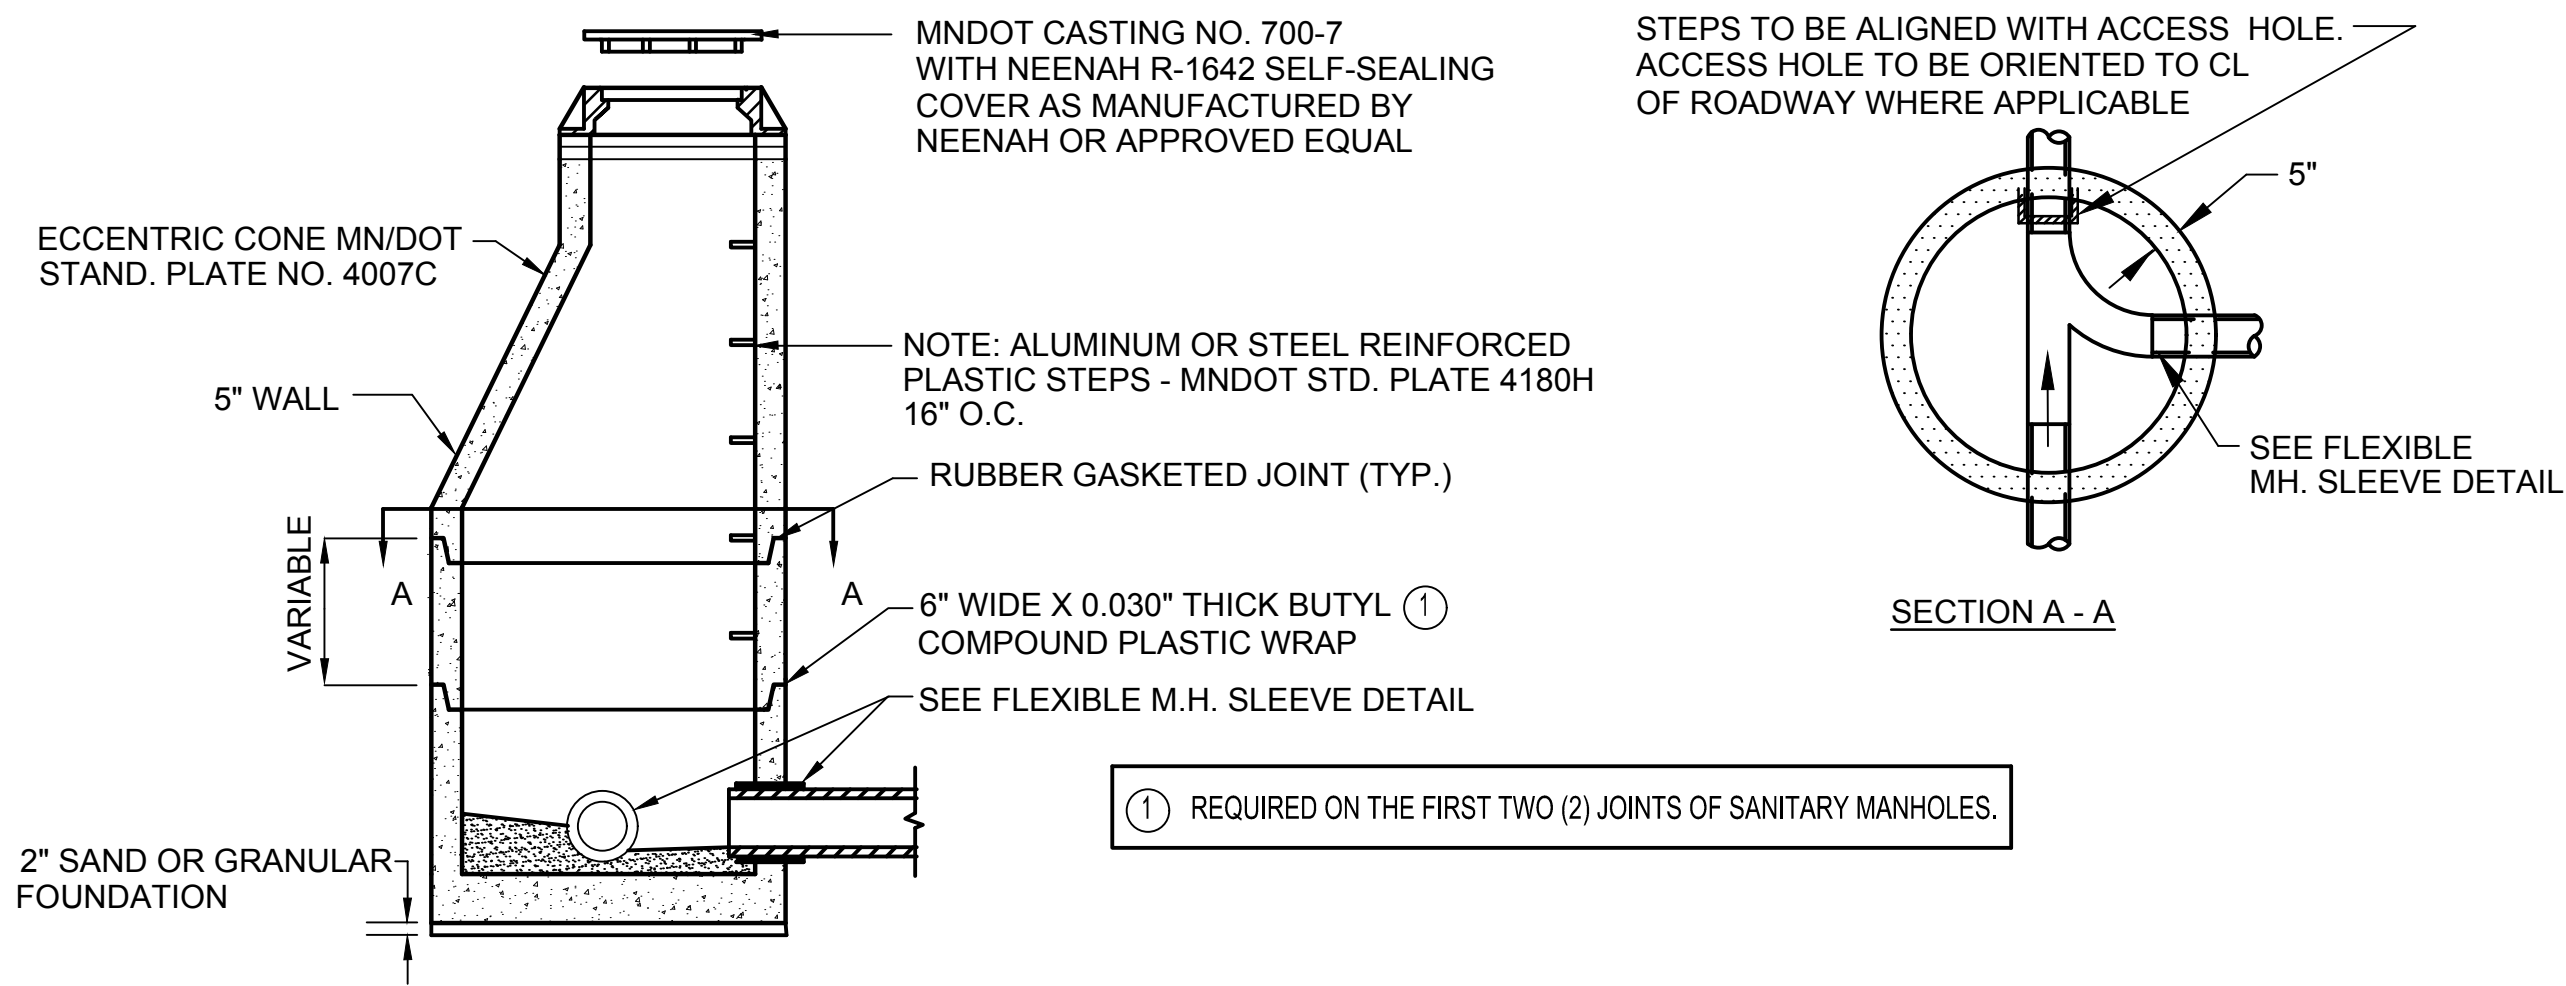 MNDOT CASTING NO. 700-7
WITH NEENAH R-1642 SELF-SEALING
COVER AS MANUFACTURED BY
NEENAH OR APPROVED EQUAL
STEPS TO BE ALIGNED WITH ACCESS HOLE.
ACCESS HOLE TO BE ORIENTED TO CL
OF ROADWAY WHERE APPLICABLE
5"
ECCENTRIC CONE MN/DOT
STAND. PLATE NO. 4007C
NOTE: ALUMINUM OR STEEL REINFORCED
PLASTIC STEPS - MNDOT STD. PLATE 4180H
16" O.C.
5" WALL
RUBBER GASKETED JOINT (TYP.)
SEE FLEXIBLE
MH. SLEEVE DETAIL
VARIABLE
A
A
6" WIDE X 0.030" THICK BUTYL 1
COMPOUND PLASTIC WRAP
SECTION A - A
SEE FLEXIBLE M.H. SLEEVE DETAIL
1 REQUIRED ON THE FIRST TWO (2) JOINTS OF SANITARY MANHOLES.
2" SAND OR GRANULAR
FOUNDATION